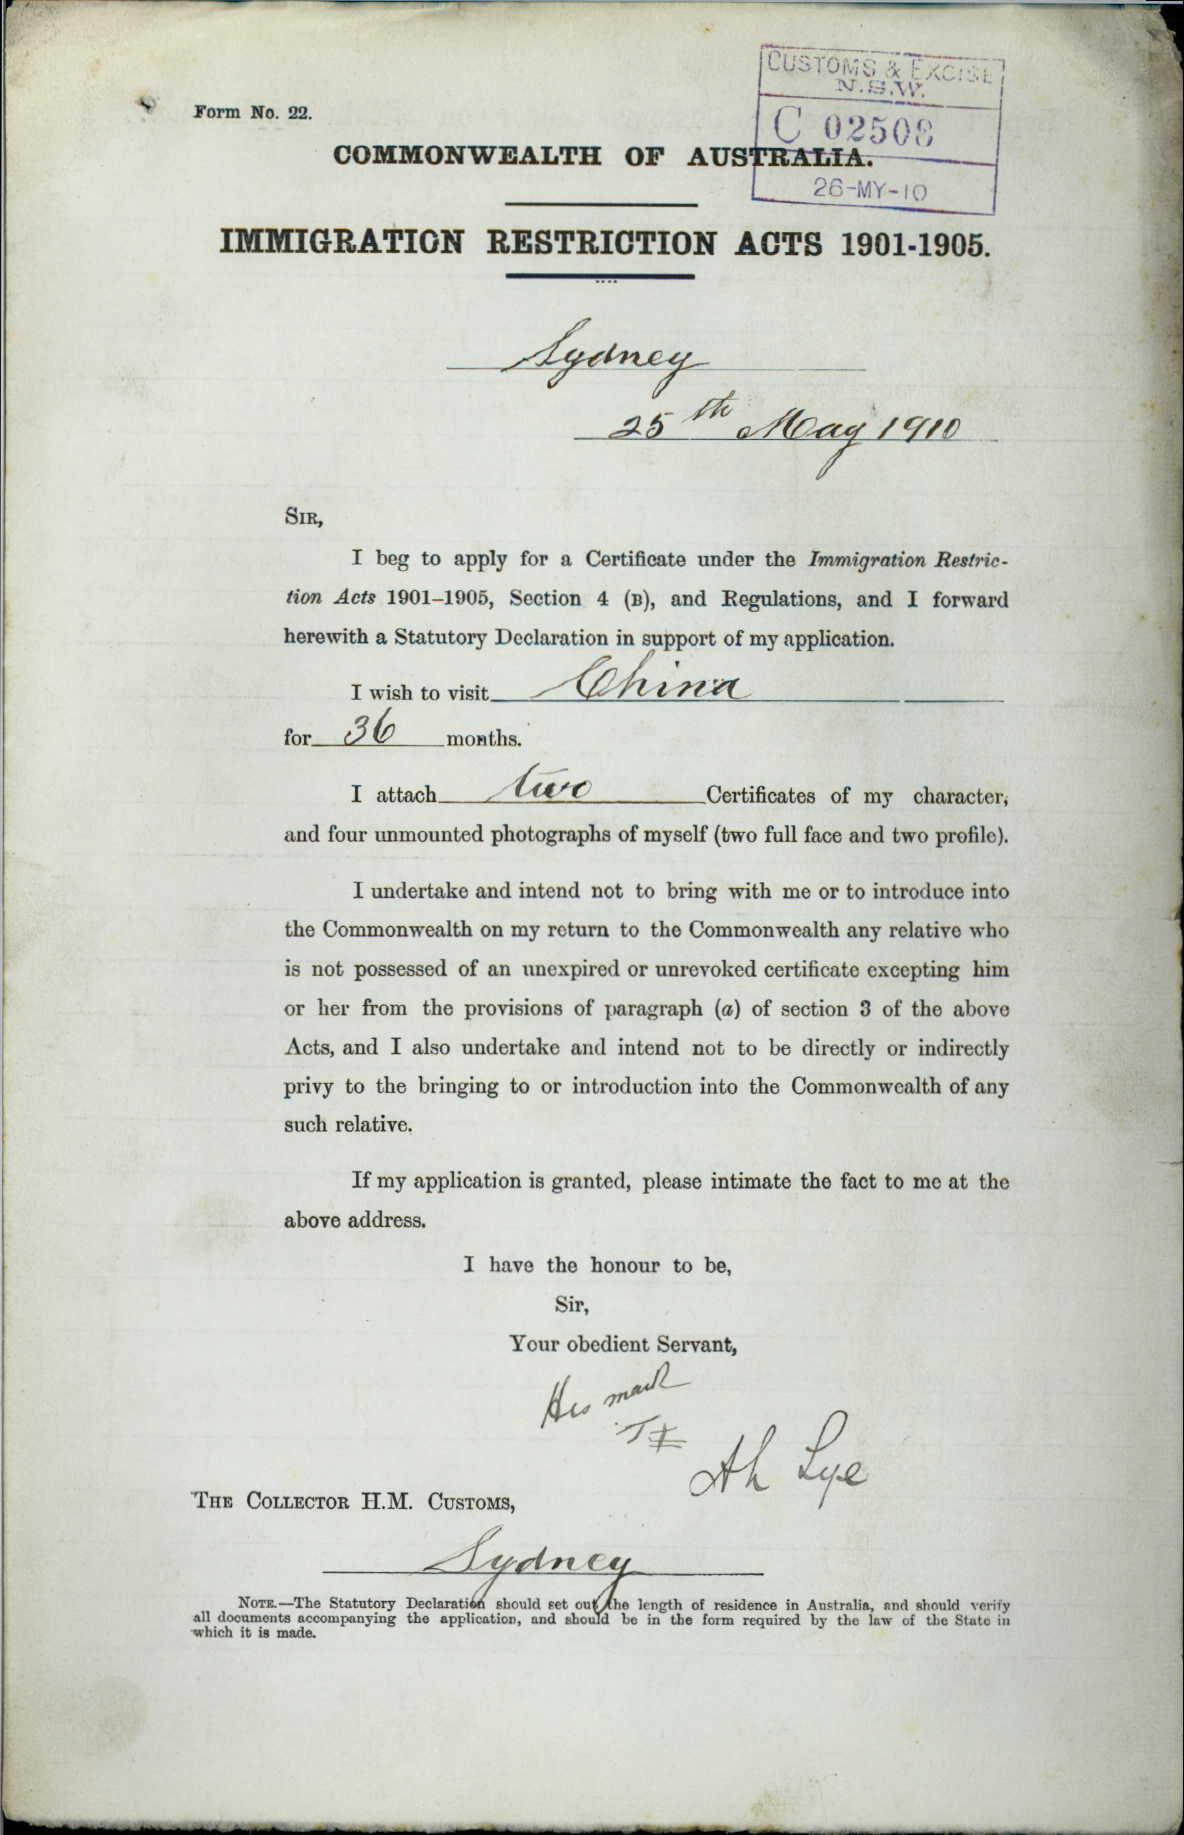 CUSTOMS & EXCISE
N.S.W.
C 02508
26-MY-10
Form No. 22.
COMMONWEALTH OF AUSTRALIA.
IMMIGRATION RESTRICTION ACTS 1901-1905.
Sydney
25th May 1910
SIR,
I beg to apply for a Certificate under the Immigration Restric-
tion Acts 1901–1905, Section 4 (B), and Regulations, and I forward
herewith a Statutory Declaration in support of my application.
I wish to visit China
for 36 months.
I attach two Certificates of my character,
and four unmounted photographs of myself (two full face and two profile).
I undertake and intend not to bring with me or to introduce into
the Commonwealth on my return to the Commonwealth any relative who
is not possessed of an unexpired or unrevoked certificate excepting him
or her from the provisions of paragraph (a) of section 3 of the above
Acts, and I also undertake and intend not to be directly or indirectly
privy to the bringing to or introduction into the Commonwealth of any
such relative.
If my application is granted, please intimate the fact to me at the
above address.
I have the honour to be,
Sir,
Your obedient Servant,
His mark
Ah Lye
THE COLLECTOR H.M. CUSTOMS,
Sydney
NOTE.—The Statutory Declaration should set out the length of residence in Australia, and should verify
all documents accompanying the application, and should be in the form required by the law of the State in
which it is made.